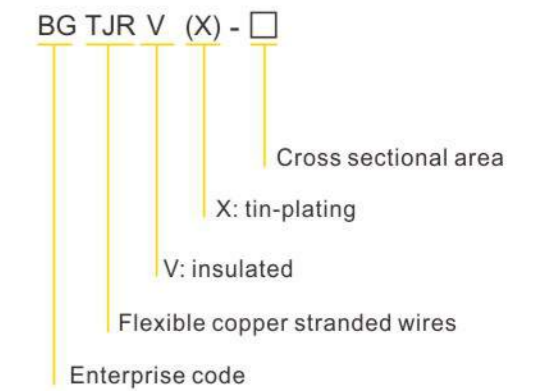 BG TJR V (X) - □
Cross sectional area
X: tin-plating
V: insulated
Flexible copper stranded wires
Enterprise code